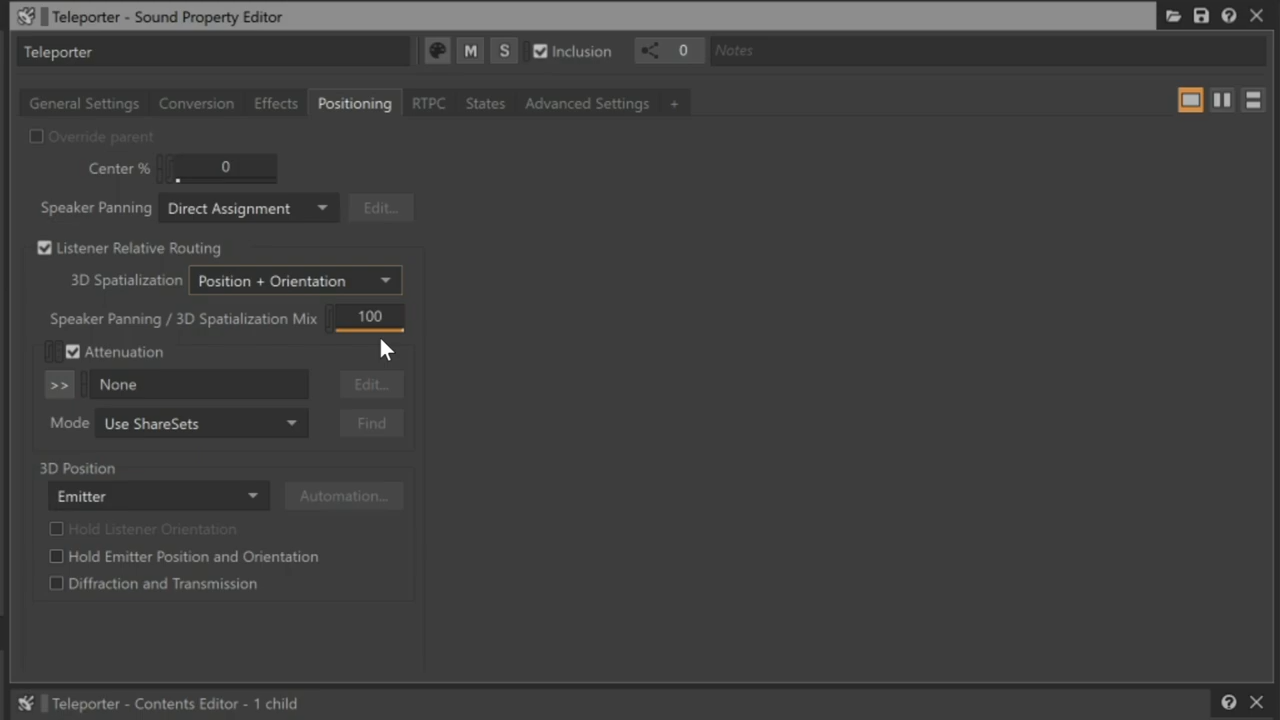 Teleporter - Sound Property Editor
Teleporter M S Inclusion 0 Notes
General Settings Conversion Effects Positioning RTPC States Advanced Settings +
Override parent
Center % 0
Speaker Panning Direct Assignment Edit...
Listener Relative Routing
3D Spatialization Position + Orientation
Speaker Panning / 3D Spatialization Mix 100
Attenuation
>> None Edit...
Mode Use ShareSets Find
3D Position
Emitter Automation...
Hold Listener Orientation
Hold Emitter Position and Orientation
Diffraction and Transmission
Teleporter - Contents Editor - 1 child